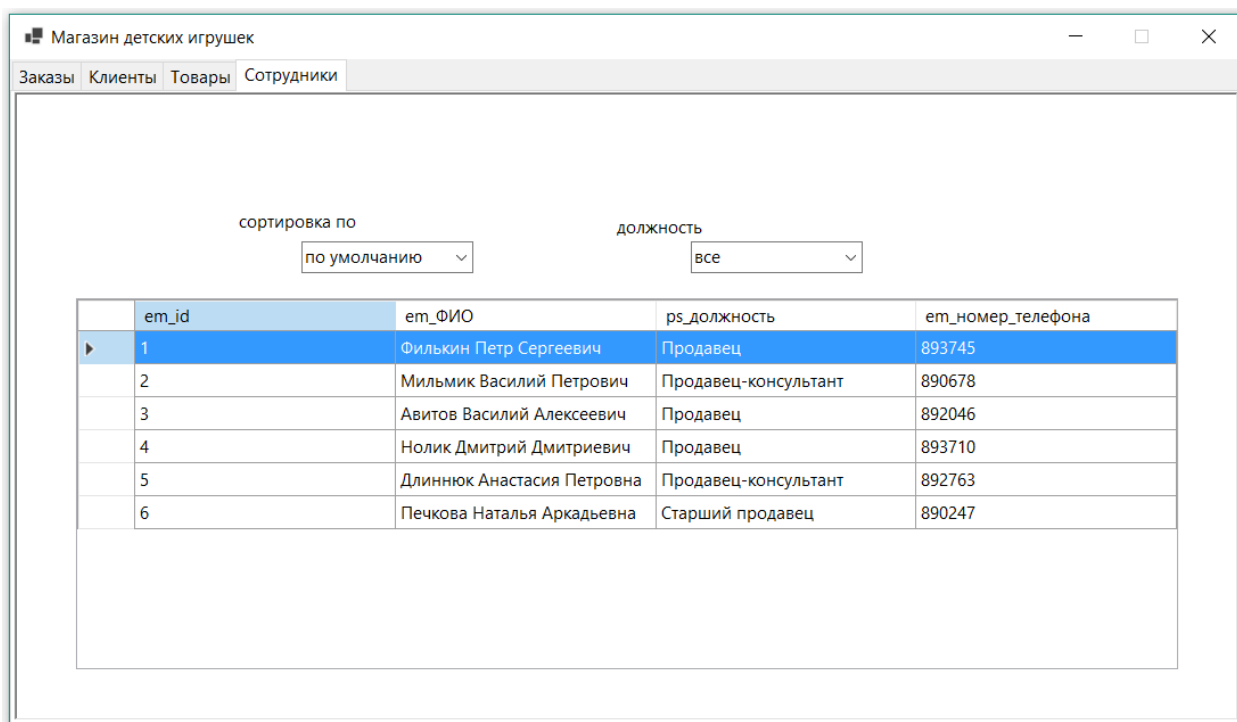 Магазин детских игрушек
Заказы Клиенты Товары Сотрудники
сортировка по
должность
по умолчанию
все
em_id em_ФИО ps_должность em_номер_телефона
1 Филькин Петр Сергеевич Продавец 893745
2 Мильмик Василий Петрович Продавец-консультант 890678
3 Авитов Василий Алексеевич Продавец 892046
4 Нолик Дмитрий Дмитриевич Продавец 893710
5 Длиннюк Анастасия Петровна Продавец-консультант 892763
6 Печкова Наталья Аркадьевна Старший продавец 890247